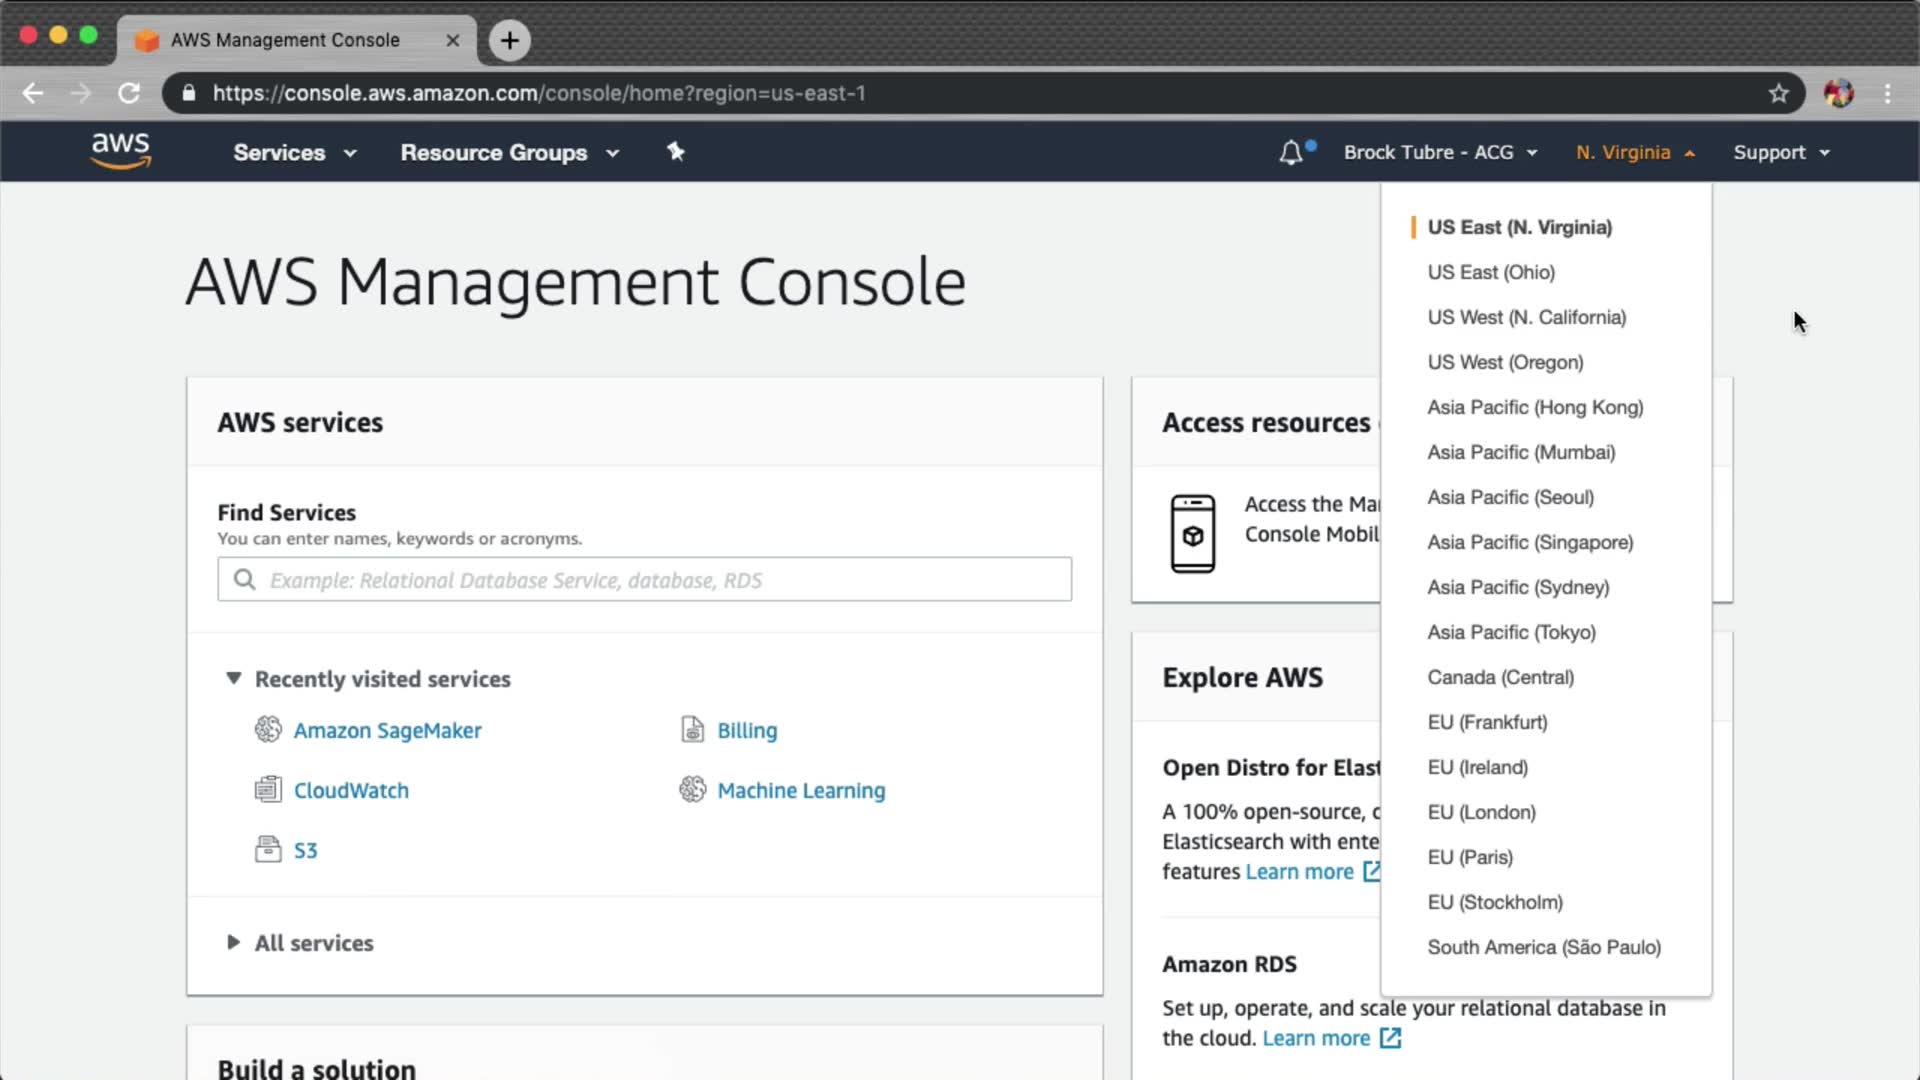 AWS Management Console
https://console.aws.amazon.com/console/home?region=us-east-1
aws
Services
Resource Groups
Brock Tubre - ACG
N. Virginia
Support
US East (N. Virginia)
US East (Ohio)
US West (N. California)
US West (Oregon)
Asia Pacific (Hong Kong)
Asia Pacific (Mumbai)
Asia Pacific (Seoul)
Asia Pacific (Singapore)
Asia Pacific (Sydney)
Asia Pacific (Tokyo)
Canada (Central)
EU (Frankfurt)
EU (Ireland)
EU (London)
EU (Paris)
EU (Stockholm)
South America (São Paulo)
AWS Management Console
AWS services
Find Services
You can enter names, keywords or acronyms.
Example: Relational Database Service, database, RDS
Recently visited services
Amazon SageMaker
Billing
CloudWatch
Machine Learning
S3
All services
Build a solution
Access resources
Access the Ma
Console Mobil
Explore AWS
Open Distro for Elast
A 100% open-source,
Elasticsearch with ente
features Learn more
Amazon RDS
Set up, operate, and scale your relational database in
the cloud. Learn more